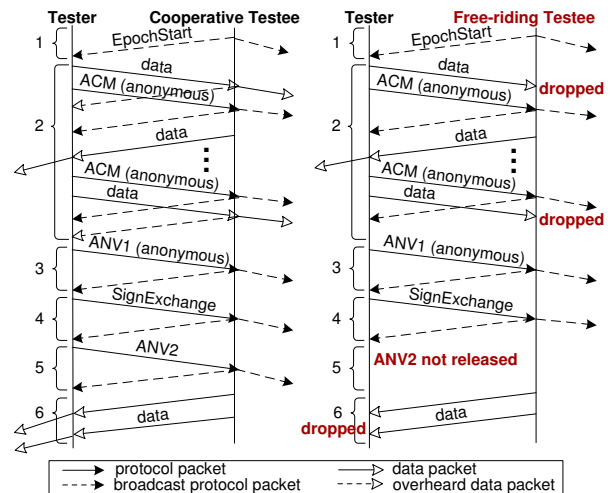 Tester Cooperative Testee
1 EpochStart
data
ACM (anonymous)
2
data
ACM (anonymous)
data
3 ANV1 (anonymous)
4 SignExchange
5 ANV2
6 data
Tester Free-riding Testee
1 EpochStart
data
ACM (anonymous) dropped
2
data
ACM (anonymous)
data
dropped
3 ANV1 (anonymous)
4 SignExchange
5 ANV2 not released
6 data
dropped
protocol packet data packet
broadcast protocol packet overheard data packet